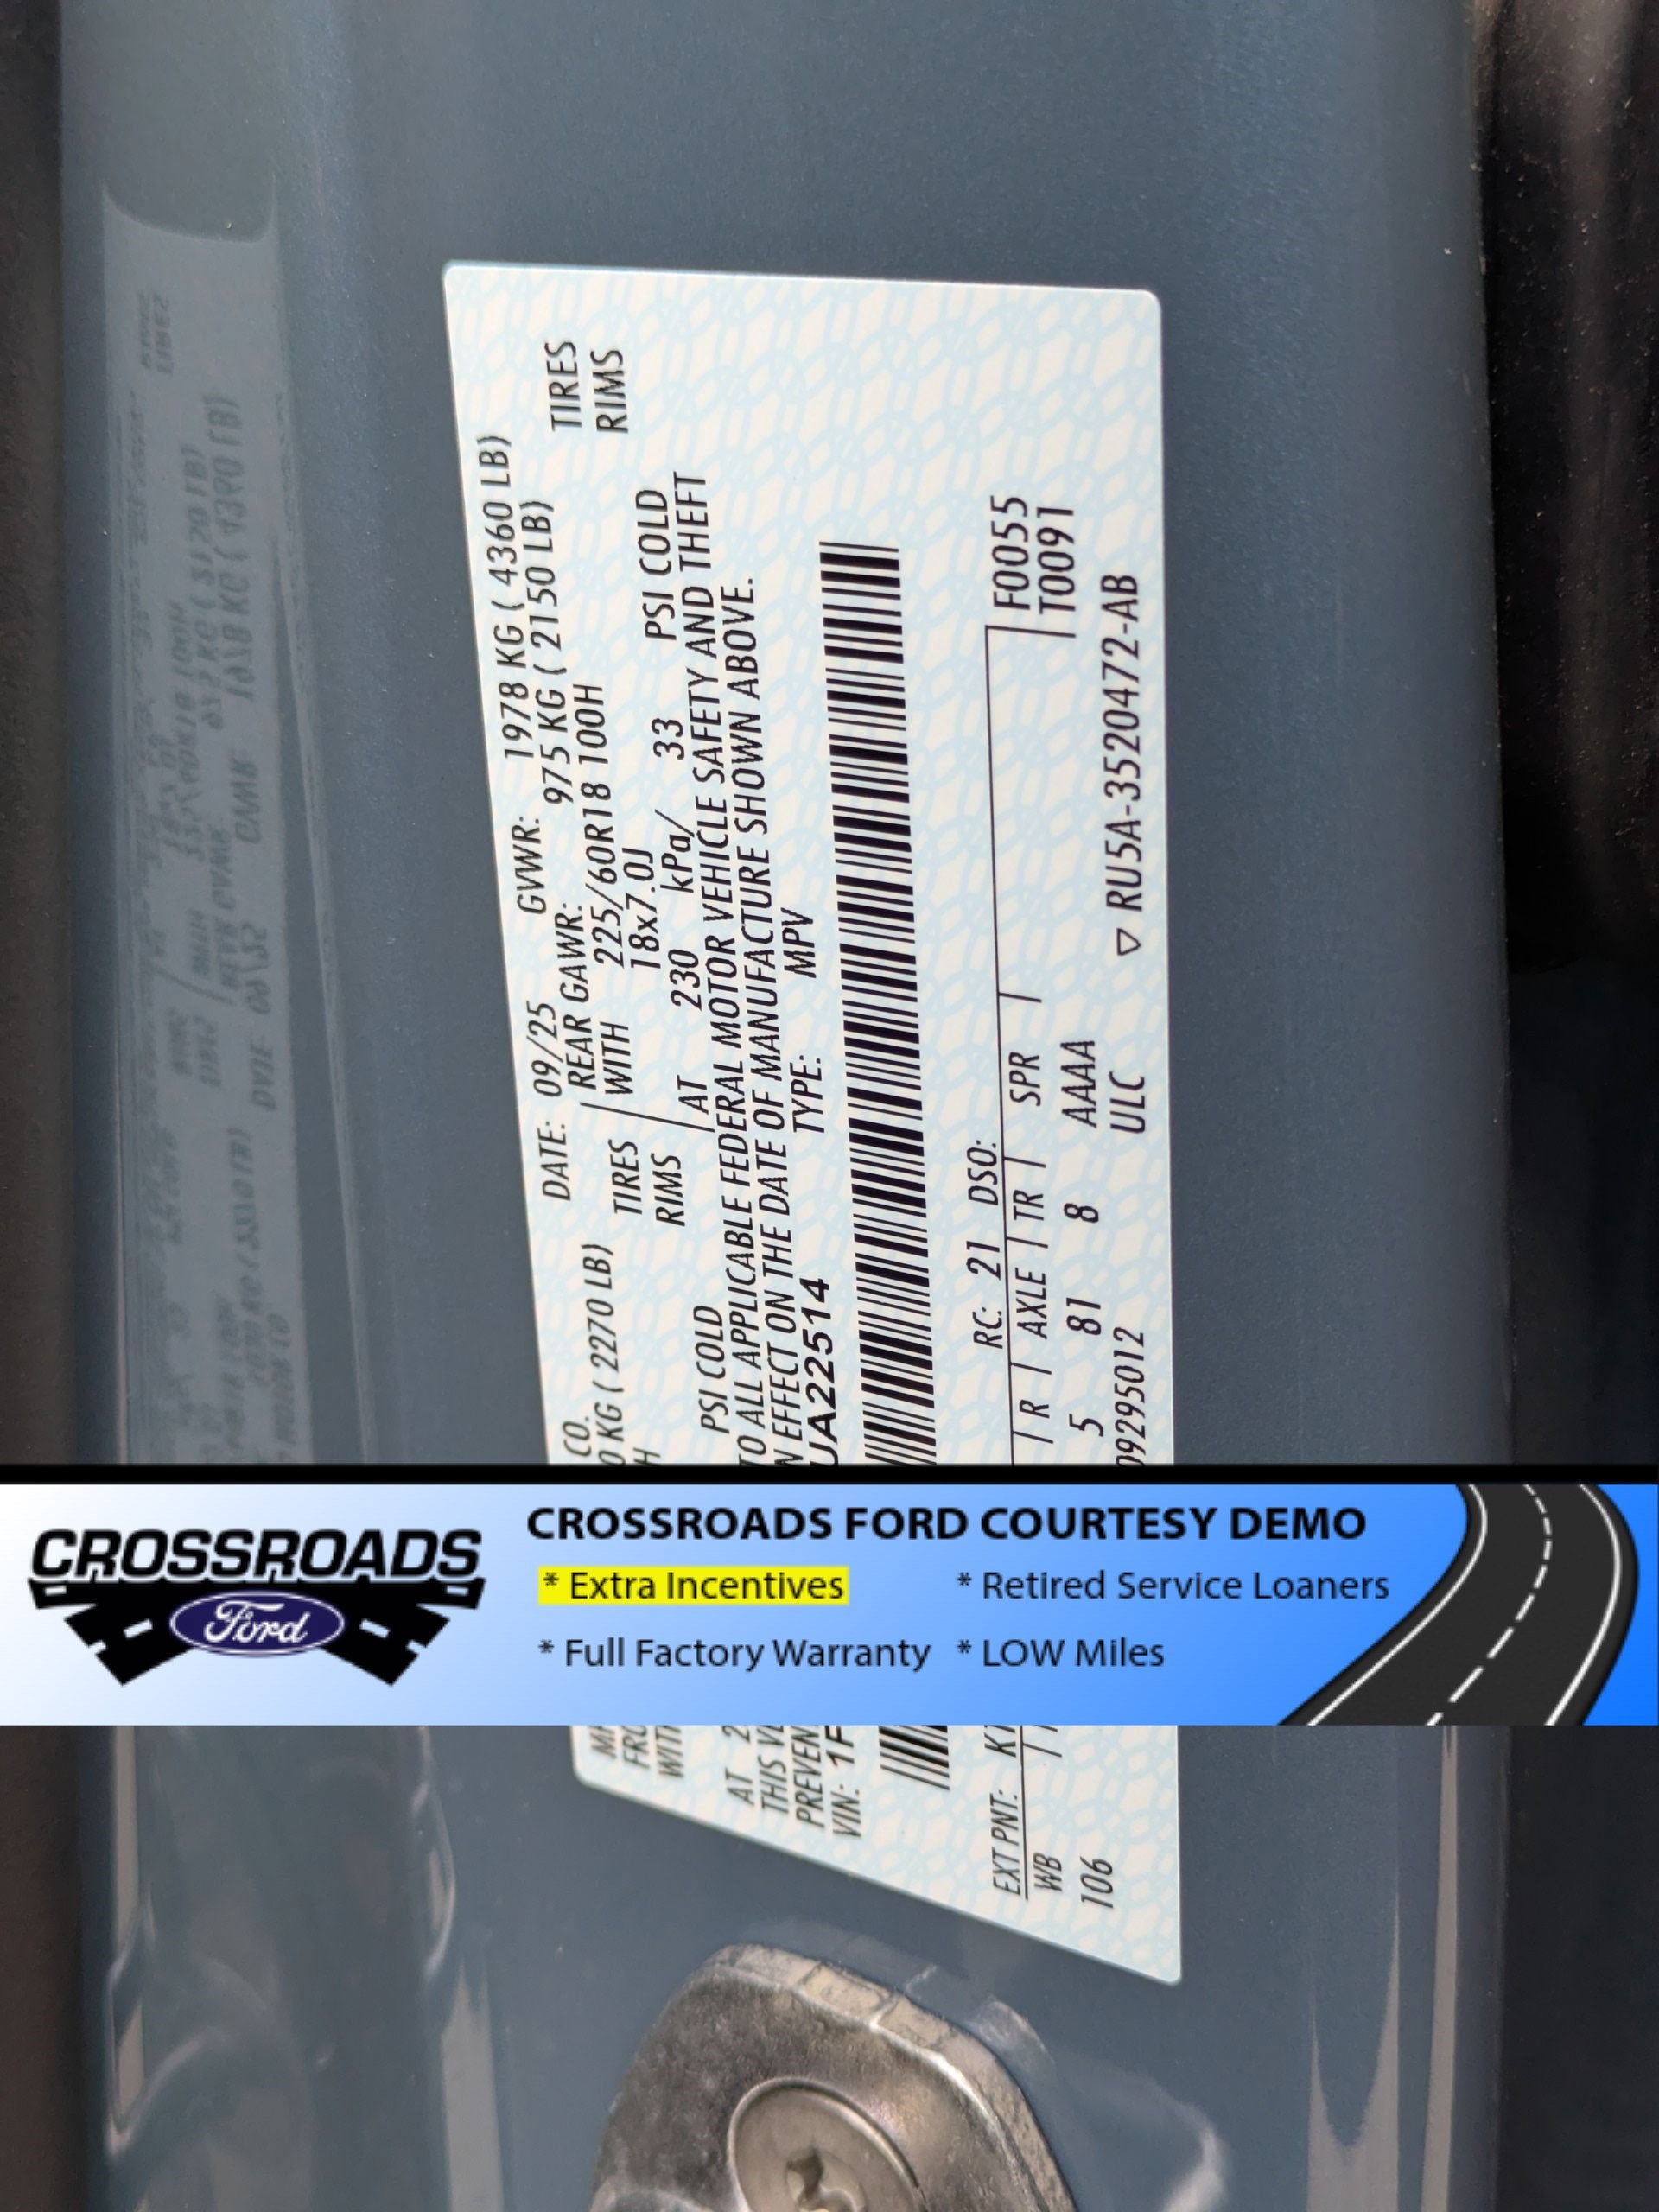 CO. DATE: 09/25 GVWR: 1978 KG ( 4360 LB)
0 KG ( 2270 LB) REAR GAWR: 975 KG ( 2150 LB)
H TIRES WITH 225/60R18 100H TIRES
RIMS 18x7.0J RIMS
AT 2 PSI COLD AT 230 kPa/ 33 PSI COLD
THIS TO ALL APPLICABLE FEDERAL MOTOR VEHICLE SAFETY AND THEFT
PREVEN N EFFECT ON THE DATE OF MANUFACTURE SHOWN ABOVE.
VIN: 1F UA22514 TYPE: MPV
EXT PNT: K1 RC: 21 DSO:
WB R AXLE TR SPR F0055
106 5 81 8 AAAA T0091
09295012 ULC ▽ RU5A-3520472-AB
CROSSROADS
Ford
CROSSROADS FORD COURTESY DEMO
* Extra Incentives * Retired Service Loaners
* Full Factory Warranty * LOW Miles